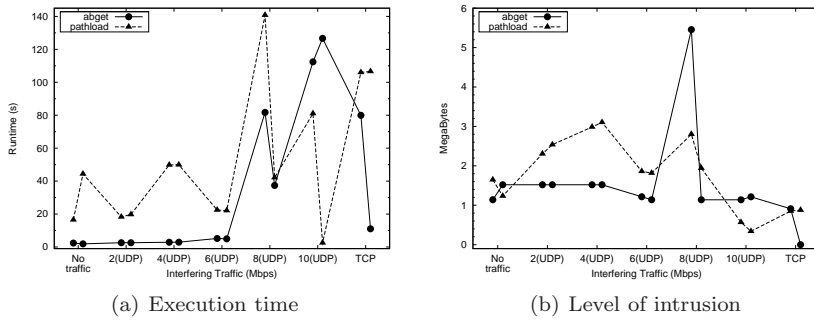 abget
pathload
Runtime (s)
140
120
100
80
60
40
20
0
No traffic
2(UDP)
4(UDP)
6(UDP)
8(UDP)
10(UDP)
TCP
Interfering Traffic (Mbps)
(a) Execution time
abget
pathload
MegaBytes
6
5
4
3
2
1
0
No traffic
2(UDP)
4(UDP)
6(UDP)
8(UDP)
10(UDP)
TCP
Interfering Traffic (Mbps)
(b) Level of intrusion